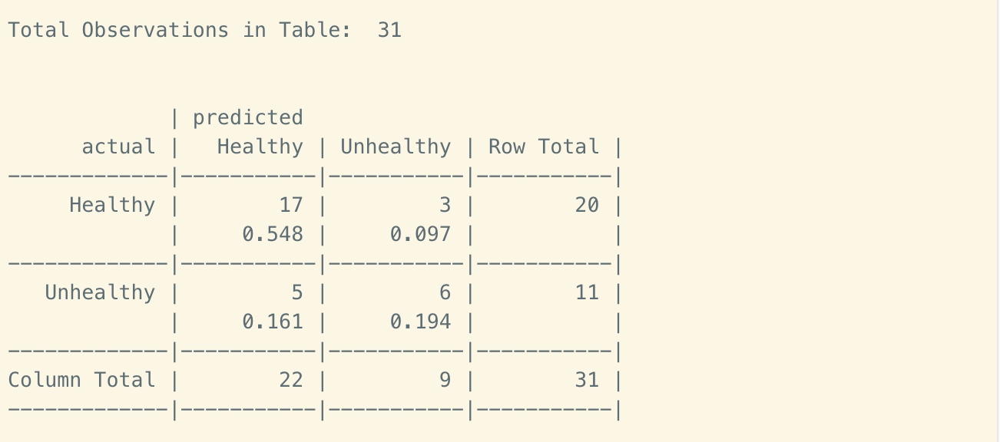 Total Observations in Table:  31
             | predicted
      actual |   Healthy | Unhealthy | Row Total |
-------------|-----------|-----------|-----------|
     Healthy |        17 |         3 |        20 |
             |     0.548 |     0.097 |           |
-------------|-----------|-----------|-----------|
   Unhealthy |         5 |         6 |        11 |
             |     0.161 |     0.194 |           |
-------------|-----------|-----------|-----------|
Column Total |        22 |         9 |        31 |
-------------|-----------|-----------|-----------|